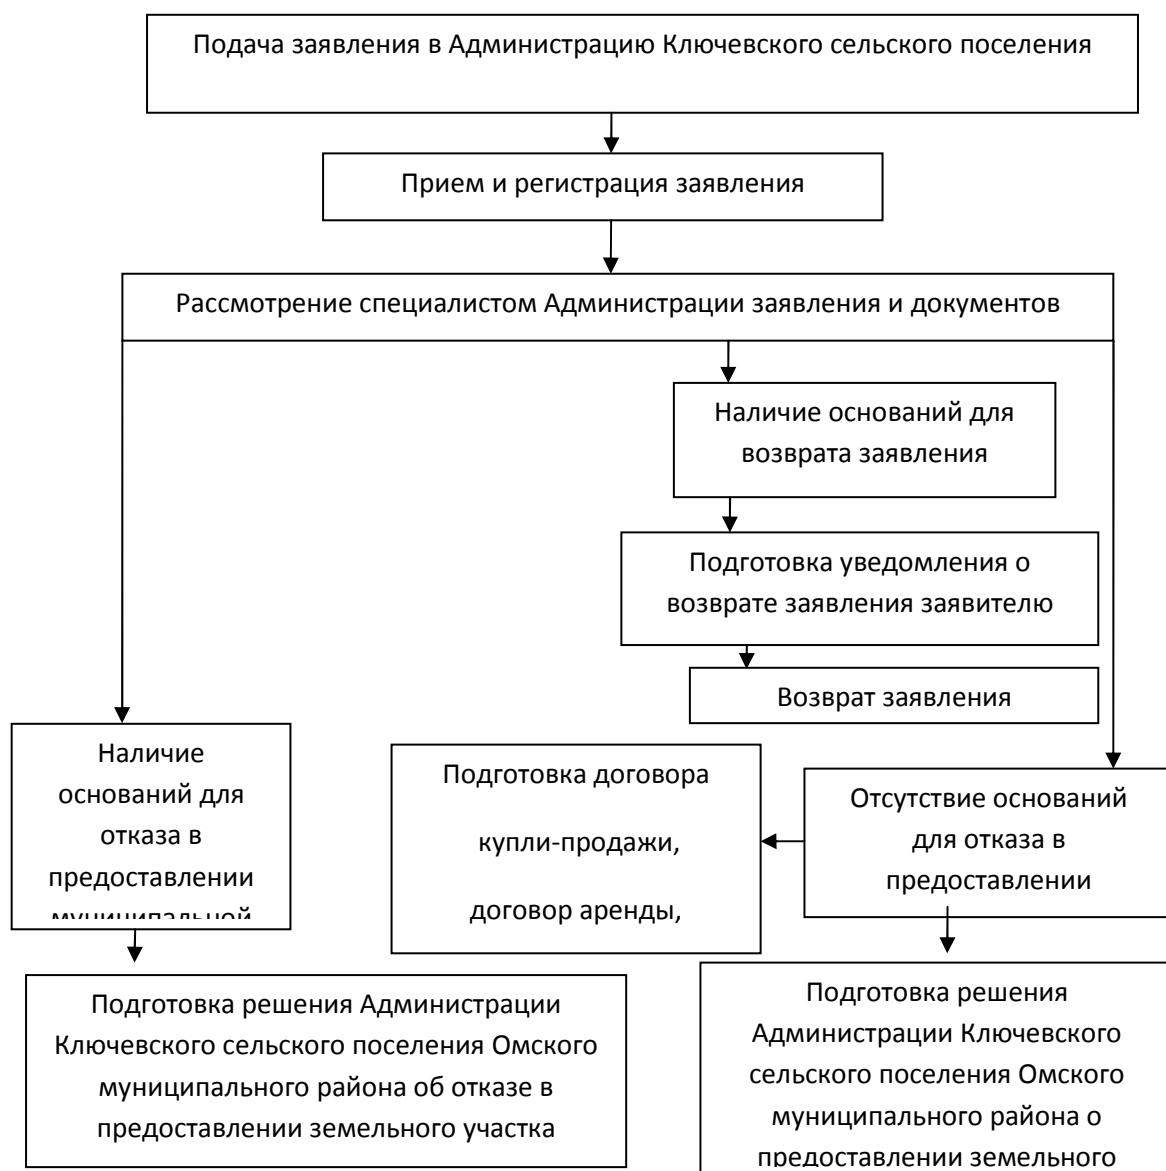 Подача заявления в Администрацию Ключевского сельского поселения
Прием и регистрация заявления
Рассмотрение специалистом Администрации заявления и документов
Наличие оснований для
возврата заявления
Подготовка уведомления о
возврате заявления заявителю
Возврат заявления
Наличие
оснований для
отказа в
предоставлении
муниципальной
Подготовка договора
купли-продажи,
договор аренды,
Отсутствие оснований
для отказа в
предоставлении
Подготовка решения Администрации
Ключевского сельского поселения Омского
муниципального района об отказе в
предоставлении земельного участка
Подготовка решения
Администрации Ключевского
сельского поселения Омского
муниципального района о
предоставлении земельного